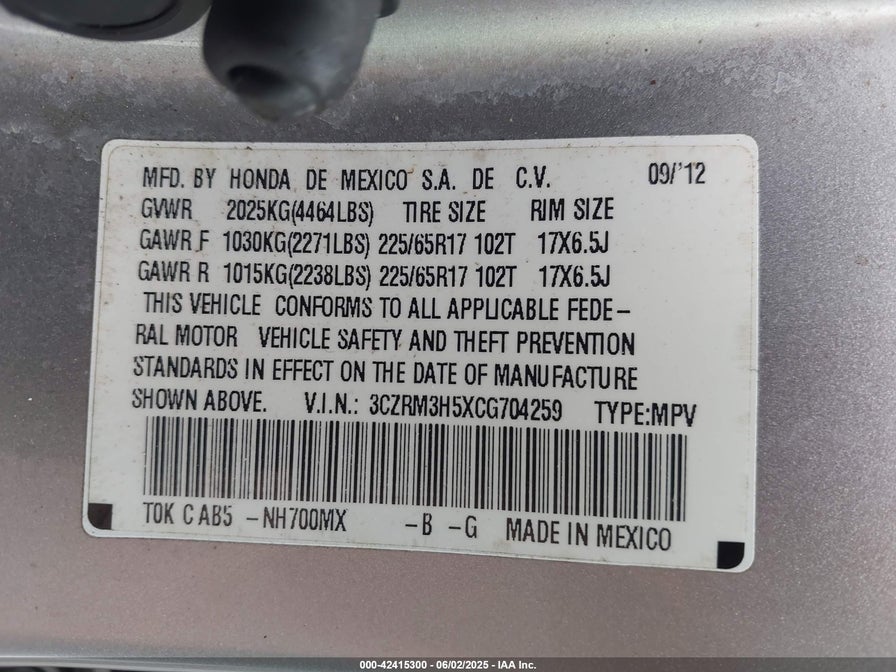 MFD. BY HONDA DE MEXICO S.A. DE C.V. 09/'12
GVWR 2025KG(4464LBS) TIRE SIZE RIM SIZE
GAWR F 1030KG(2271LBS) 225/65R17 102T 17X6.5J
GAWR R 1015KG(2238LBS) 225/65R17 102T 17X6.5J
THIS VEHICLE CONFORMS TO ALL APPLICABLE FEDE-
RAL MOTOR VEHICLE SAFETY AND THEFT PREVENTION
STANDARDS IN EFFECT ON THE DATE OF MANUFACTURE
SHOWN ABOVE. V.I.N.: 3CZRM3H5XCG704259 TYPE:MPV
T0K C AB5 -NH700MX -B -G MADE IN MEXICO
000-42415300 - 06/02/2025 - IAA Inc.